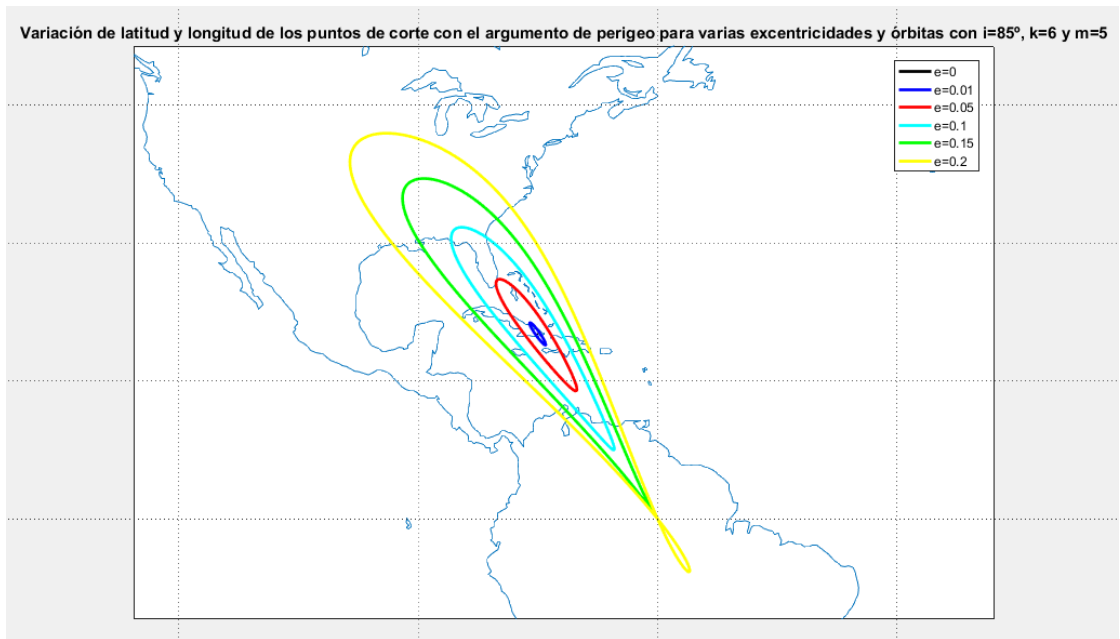 Variación de latitud y longitud de los puntos de corte con el argumento de perigeo para varias excentricidades y órbitas con i=85º, k=6 y m=5
e=0
e=0.01
e=0.05
e=0.1
e=0.15
e=0.2